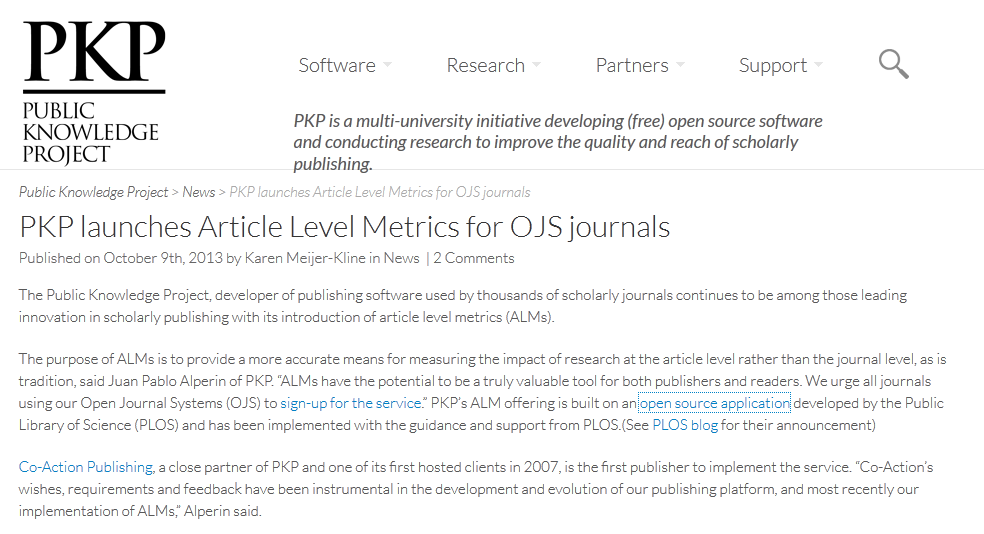 PKP
PUBLIC
KNOWLEDGE
PROJECT
Software
Research
Partners
Support
PKP is a multi-university initiative developing (free) open source software
and conducting research to improve the quality and reach of scholarly
publishing.
Public Knowledge Project > News > PKP launches Article Level Metrics for OJS journals
PKP launches Article Level Metrics for OJS journals
Published on October 9th, 2013 by Karen Meijer-Kline in News | 2 Comments
The Public Knowledge Project, developer of publishing software used by thousands of scholarly journals continues to be among those leading
innovation in scholarly publishing with its introduction of article level metrics (ALMs).
The purpose of ALMs is to provide a more accurate means for measuring the impact of research at the article level rather than the journal level, as is
tradition, said Juan Pablo Alperin of PKP. “ALMs have the potential to be a truly valuable tool for both publishers and readers. We urge all journals
using our Open Journal Systems (OJS) to sign-up for the service.” PKP’s ALM offering is built on an open source application developed by the Public
Library of Science (PLOS) and has been implemented with the guidance and support from PLOS.(See PLOS blog for their announcement)
Co-Action Publishing, a close partner of PKP and one of its first hosted clients in 2007, is the first publisher to implement the service. “Co-Action’s
wishes, requirements and feedback have been instrumental in the development and evolution of our publishing platform, and most recently our
implementation of ALMs,” Alperin said.